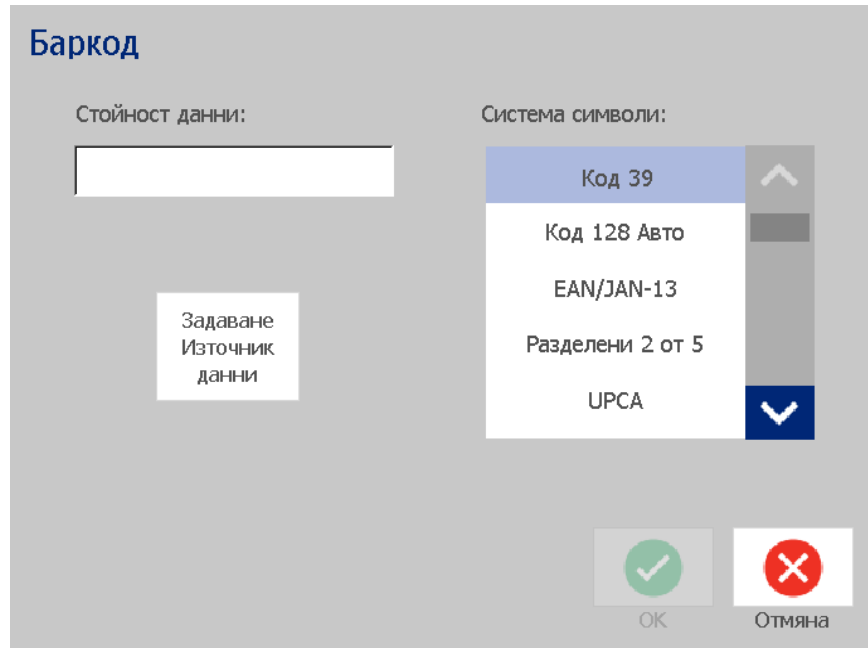 Баркод
Стойност данни:
Система символи:
Код 39
Код 128 Авто
EAN/JAN-13
Разделени 2 от 5
UPCA
Задаване
Източник
данни
OK
Отмяна